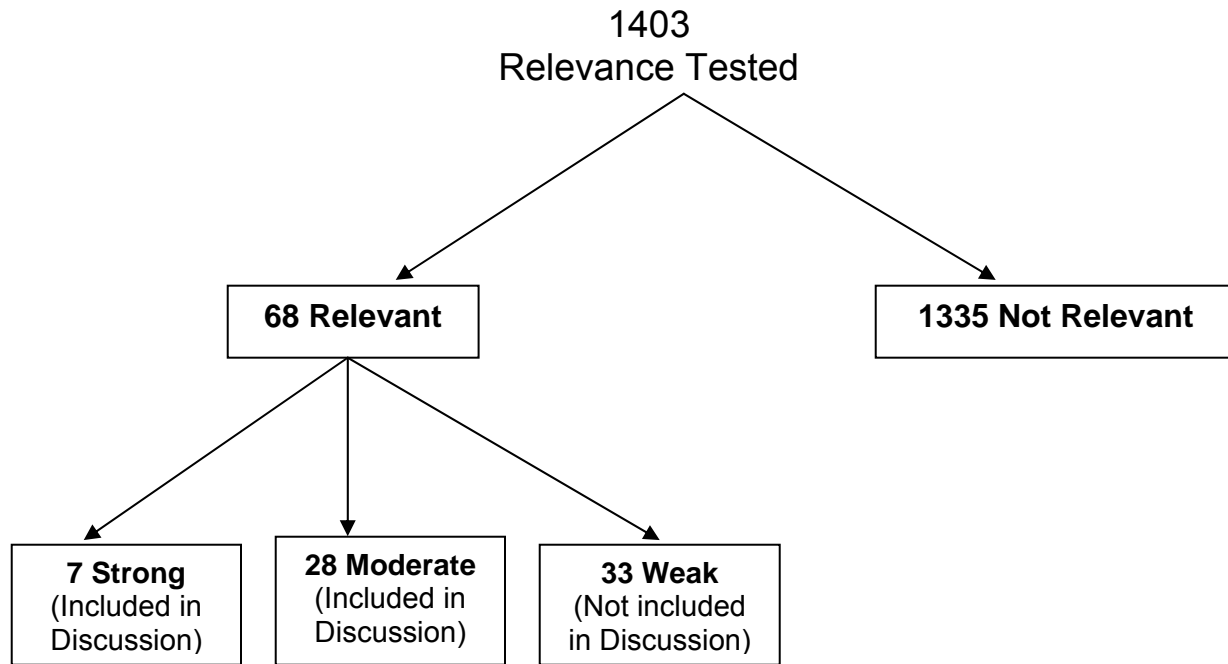 1403
Relevance Tested
68 Relevant
1335 Not Relevant
7 Strong
(Included in
Discussion)
28 Moderate
(Included in
Discussion)
33 Weak
(Not included
in Discussion)